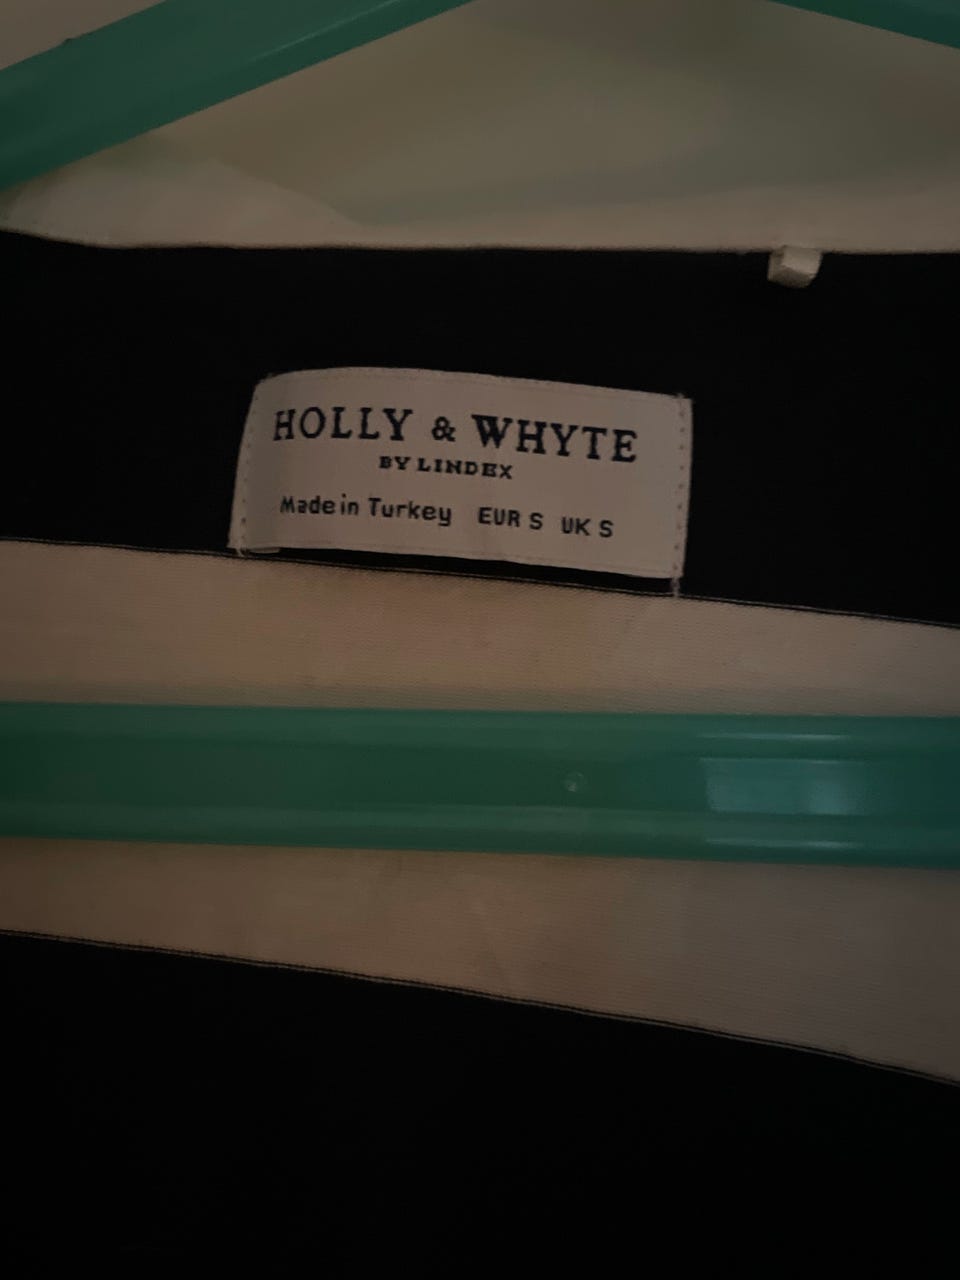 HOLLY & WHYTE
BY LINDEX
Made in Turkey EUR S UK S